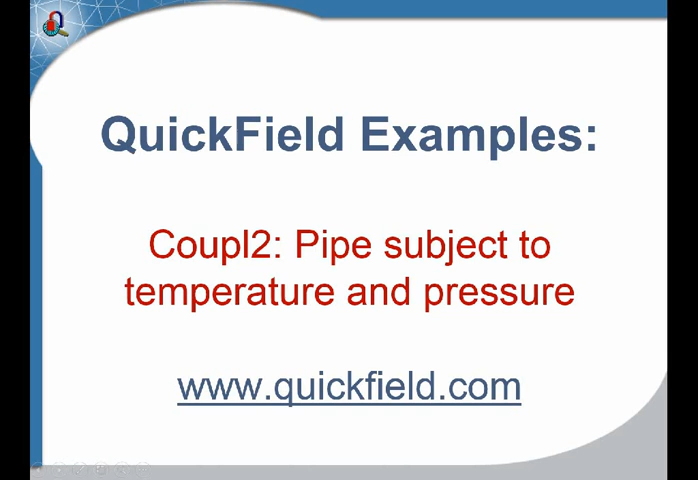 QuickField Examples:
Coupl2: Pipe subject to
temperature and pressure
www.quickfield.com